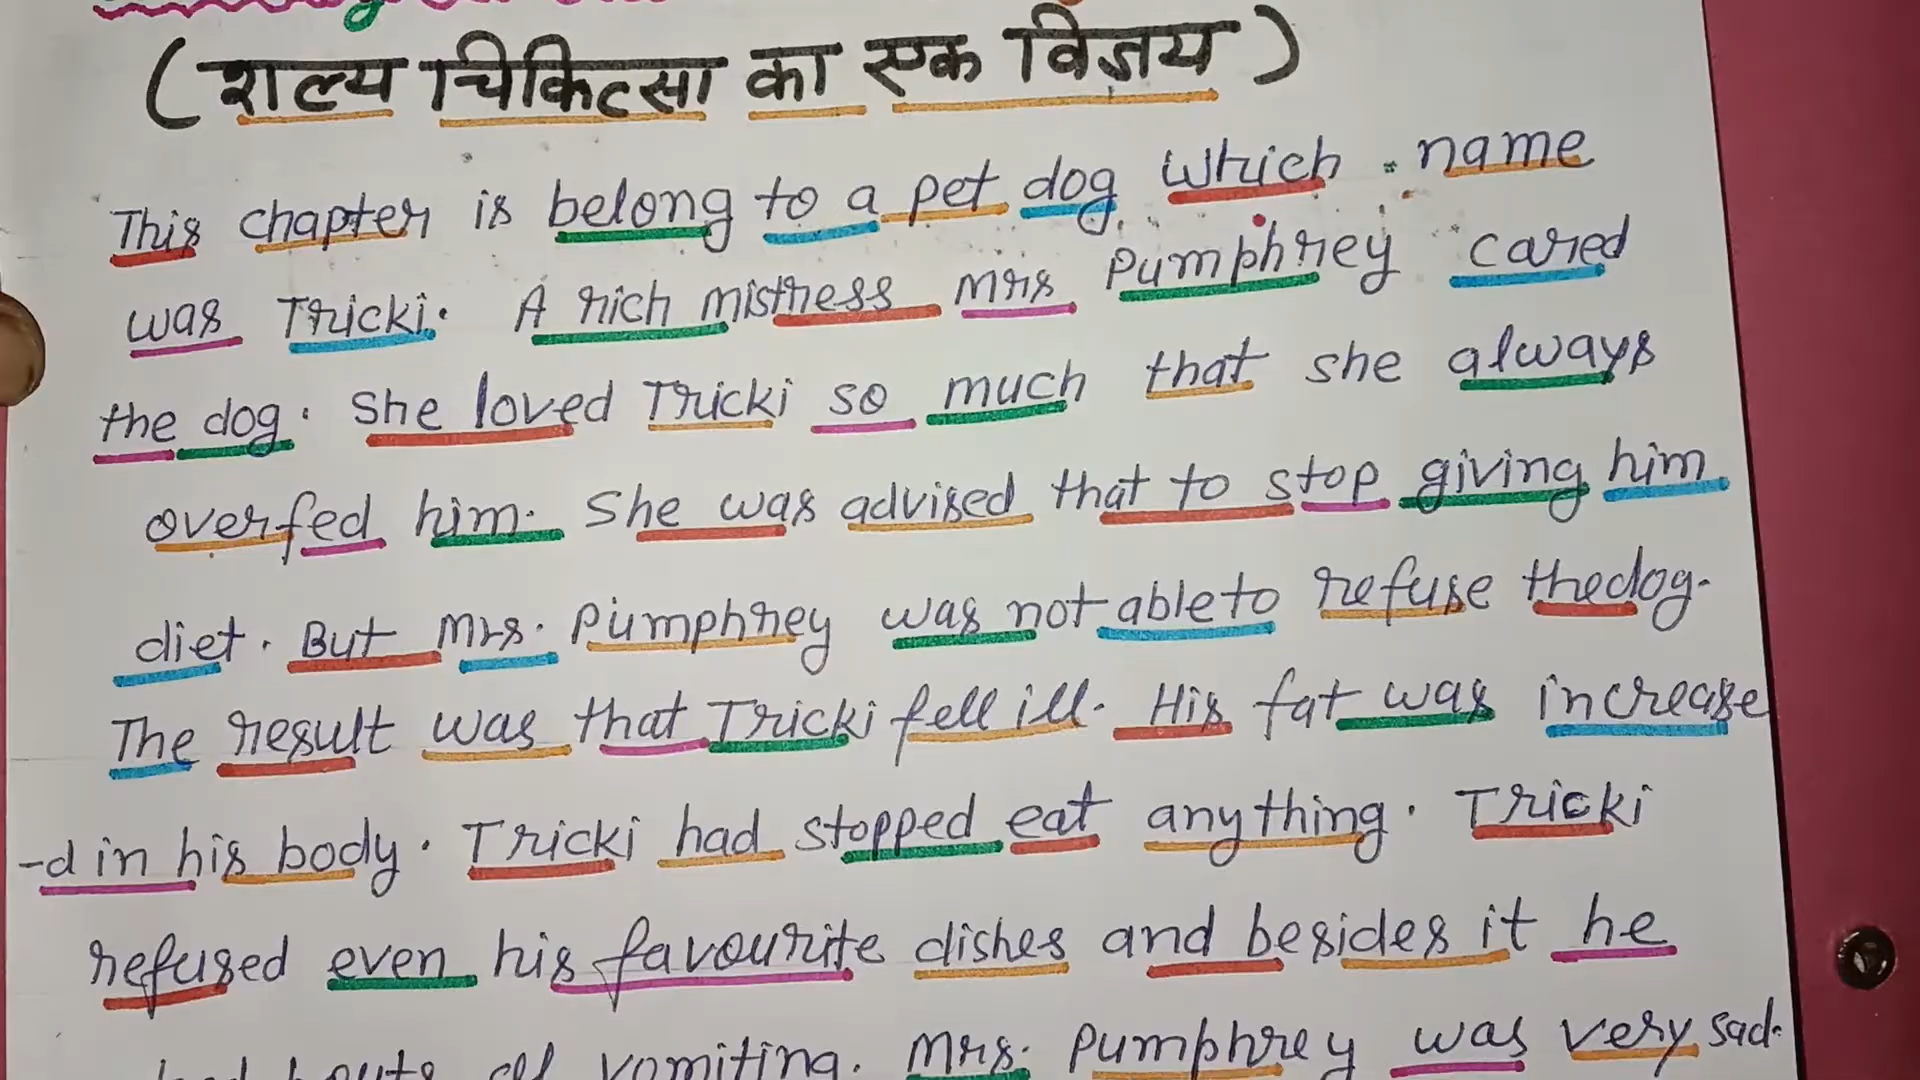 (शल्य चिकित्सा का एक विजय)
This chapter is belong to a pet dog which name
was Tricki. A rich mistress Mrs Pumphrey cared
the dog. She loved Tricki so much that she always
overfed him. She was advised that to stop giving him
diet. But Mrs. Pumphrey was not able to refuse the dog.
The result was that Tricki fell ill. His fat was increase
-d in his body. Tricki had stopped eat anything. Tricki
refused even his favourite dishes and besides it he
had bouts of vomiting. Mrs. Pumphrey was very sad.